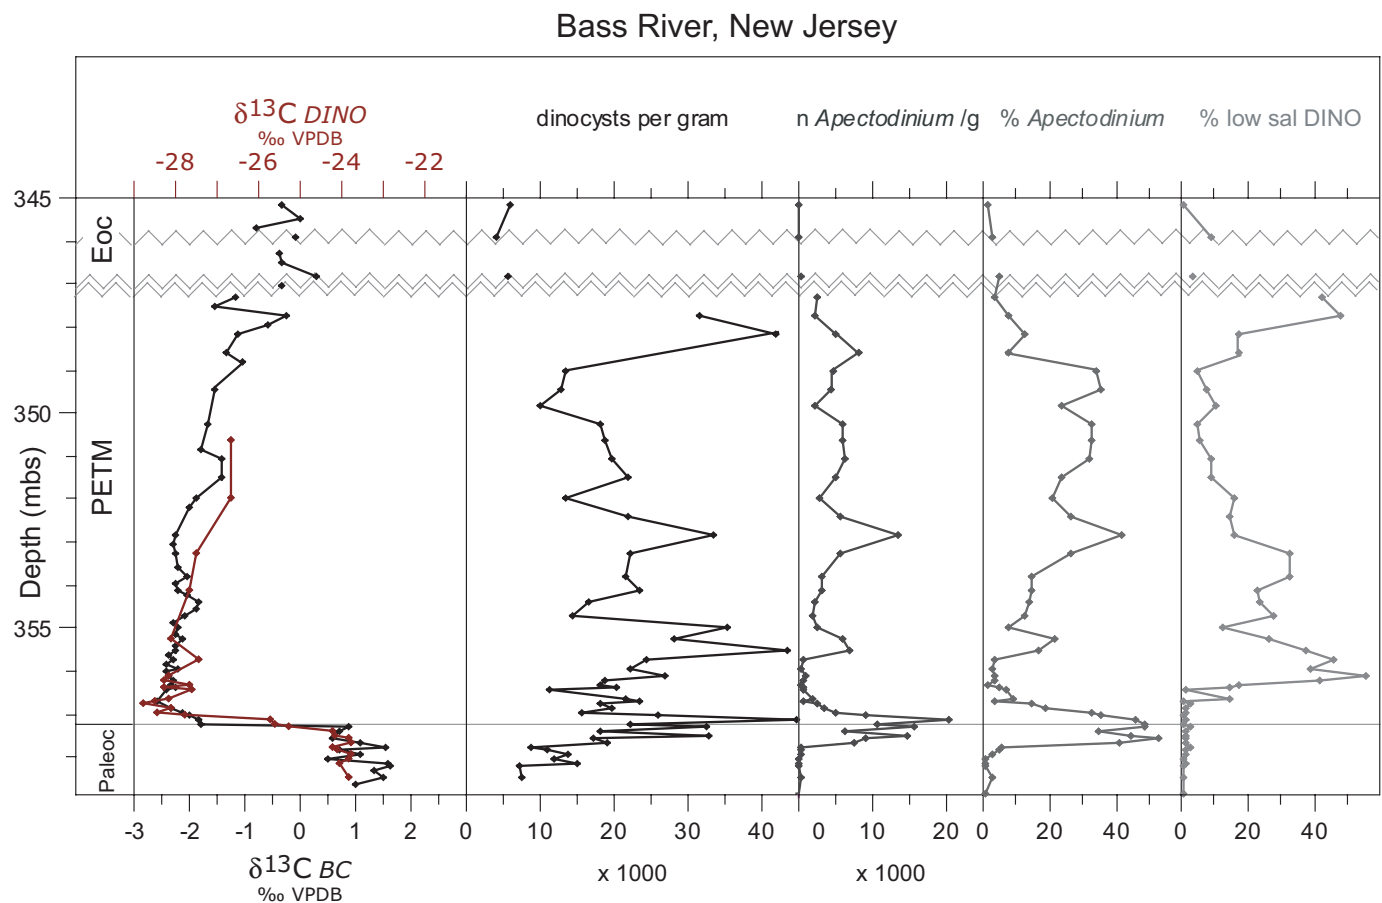 Bass River, New Jersey
δ13C DINO
‰ VPDB
-28 -26 -24 -22
dinocysts per gram
n Apectodinium /g
% Apectodinium
% low sal DINO
345
350
355
Depth (mbs)
Eoc
PETM
Paleoc
-3 -2 -1 0 1 2
0 10 20 30 40
0 10 20
0 20 40
0 20 40
δ13C BC
‰ VPDB
x 1000
x 1000